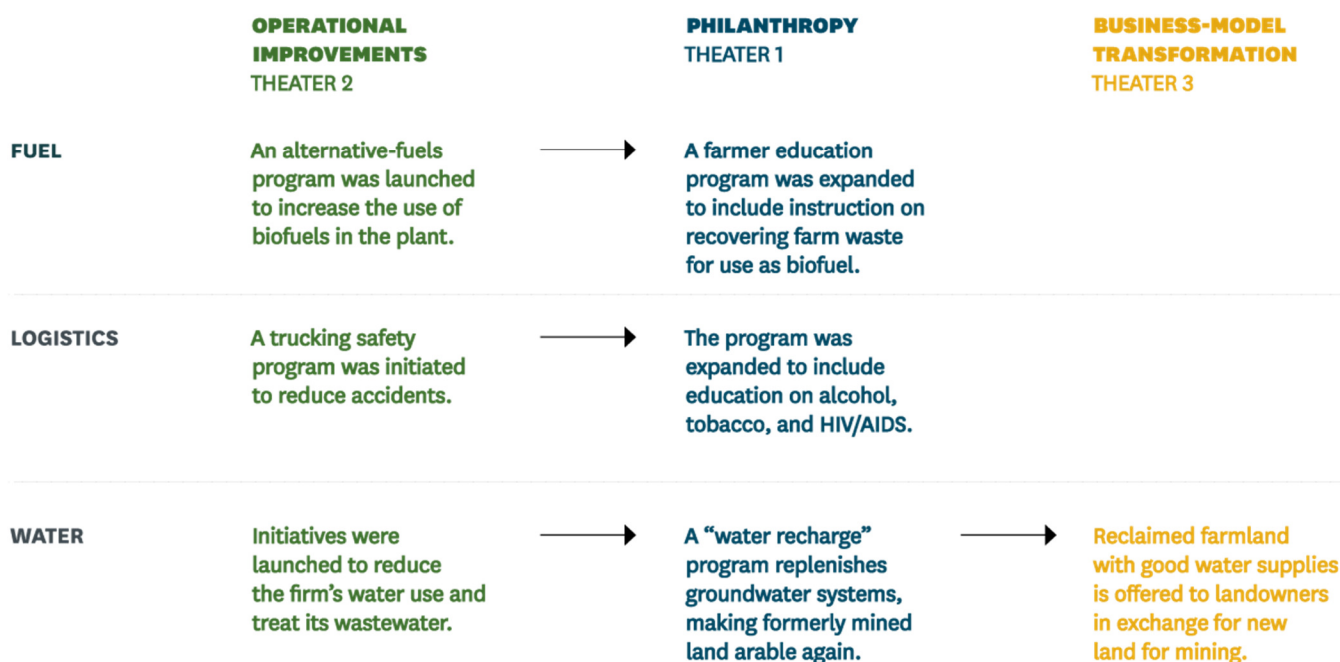 OPERATIONAL
IMPROVEMENTS
THEATER 2
PHILANTHROPY
THEATER 1
BUSINESS-MODEL
TRANSFORMATION
THEATER 3
FUEL
An alternative-fuels
program was launched
to increase the use of
biofuels in the plant.
A farmer education
program was expanded
to include instruction on
recovering farm waste
for use as biofuel.
LOGISTICS
A trucking safety
program was initiated
to reduce accidents.
The program was
expanded to include
education on alcohol,
tobacco, and HIV/AIDS.
WATER
Initiatives were
launched to reduce
the firm’s water use and
treat its wastewater.
A “water recharge”
program replenishes
groundwater systems,
making formerly mined
land arable again.
Reclaimed farmland
with good water supplies
is offered to landowners
in exchange for new
land for mining.